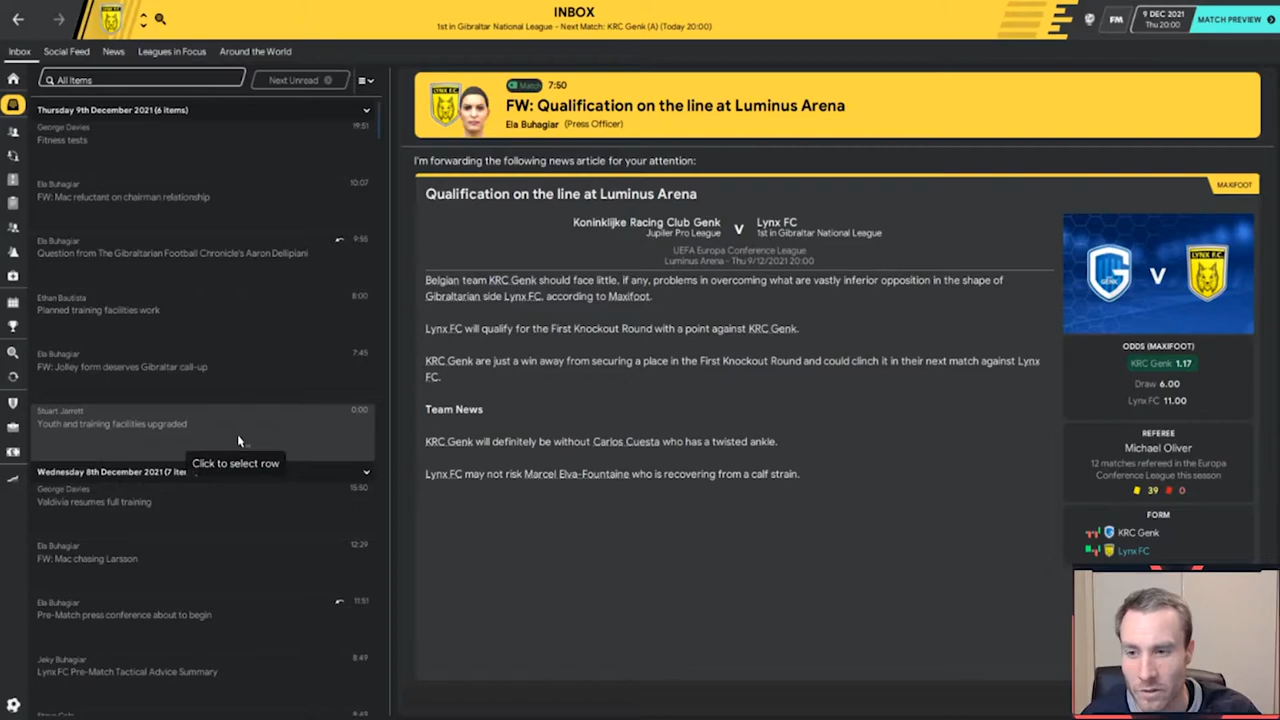 INBOX
1st in Gibraltar National League - Next Match: KRC Genk (A) (Today 20:00)
FM
9 DEC 2021
Thu 20:00
MATCH PREVIEW
Inbox
Social Feed
News
Leagues in Focus
Around the World
All Items
Next Unread
Thursday 9th December 2021 (6 items)
George Davies
19:51
Fitness tests
Ela Buhagiar
10:07
FW: Mac reluctant on chairman relationship
Ela Buhagiar
9:55
Question from The Gibraltarian Football Chronicle's Aaron Dellipiani
Ethan Bautista
8:00
Planned training facilities work
Ela Buhagiar
7:45
FW: Jolley form deserves Gibraltar call-up
Stuart Jarrett
0:00
Youth and training facilities upgraded
Click to select row
Wednesday 8th December 2021 (7 iter
George Davies
15:50
Valdivia resumes full training
Ela Buhagiar
12:29
FW: Mac chasing Larsson
Ela Buhagiar
11:51
Pre-Match press conference about to begin
Jeky Buhagiar
8:49
Lynx FC Pre-Match Tactical Advice Summary
LYNX F.C.
Match
7:50
FW: Qualification on the line at Luminus Arena
Ela Buhagiar (Press Officer)
I'm forwarding the following news article for your attention:
Qualification on the line at Luminus Arena
MAXIFOOT
Koninklijke Racing Club Genk
Jupiler Pro League
V
Lynx FC
1st in Gibraltar National League
UEFA Europa Conference League
Luminus Arena - Thu 9/12/2021 20:00
Belgian team KRC Genk should face little, if any, problems in overcoming what are vastly inferior opposition in the shape of
Gibraltarian side Lynx FC, according to Maxifoot.
Lynx FC will qualify for the First Knockout Round with a point against KRC Genk.
KRC Genk are just a win away from securing a place in the First Knockout Round and could clinch it in their next match against Lynx
FC.
Team News
KRC Genk will definitely be without Carlos Cuesta who has a twisted ankle.
Lynx FC may not risk Marcel Elva-Fountaine who is recovering from a calf strain.
V
LYNX F.C.
ODDS (MAXIFOOT)
KRC Genk 1.17
Draw 6.00
Lynx FC 11.00
REFEREE
Michael Oliver
12 matches refereed in the Europa
Conference League this season
39
0
FORM
KRC Genk
Lynx FC